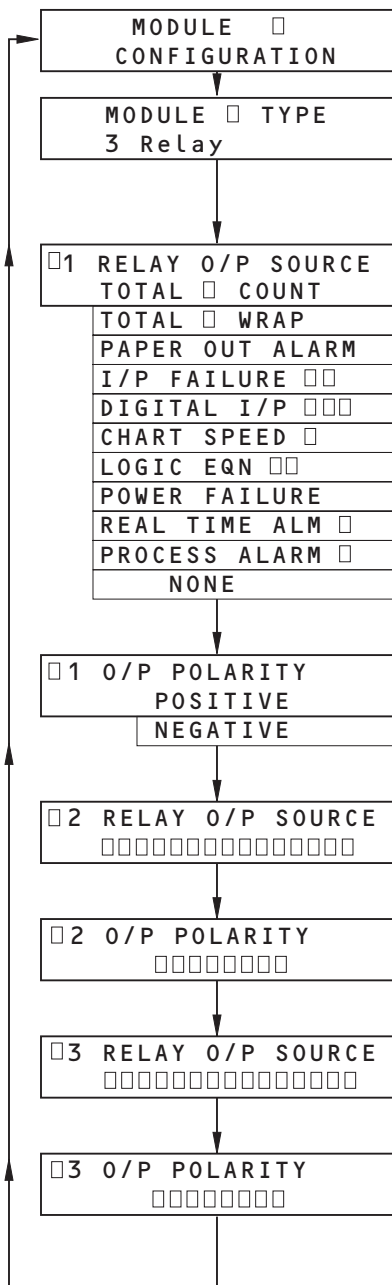 MODULE □
CONFIGURATION
MODULE □ TYPE
3 Relay
□1 RELAY O/P SOURCE
TOTAL □ COUNT
TOTAL □ WRAP
PAPER OUT ALARM
I/P FAILURE □□
DIGITAL I/P □□□
CHART SPEED □
LOGIC EQN □□
POWER FAILURE
REAL TIME ALM □
PROCESS ALARM □
NONE
□1 O/P POLARITY
POSITIVE
NEGATIVE
□2 RELAY O/P SOURCE
□□□□□□□□□□□□□□□
□2 O/P POLARITY
□□□□□□□□
□3 RELAY O/P SOURCE
□□□□□□□□□□□□□□□
□3 O/P POLARITY
□□□□□□□□